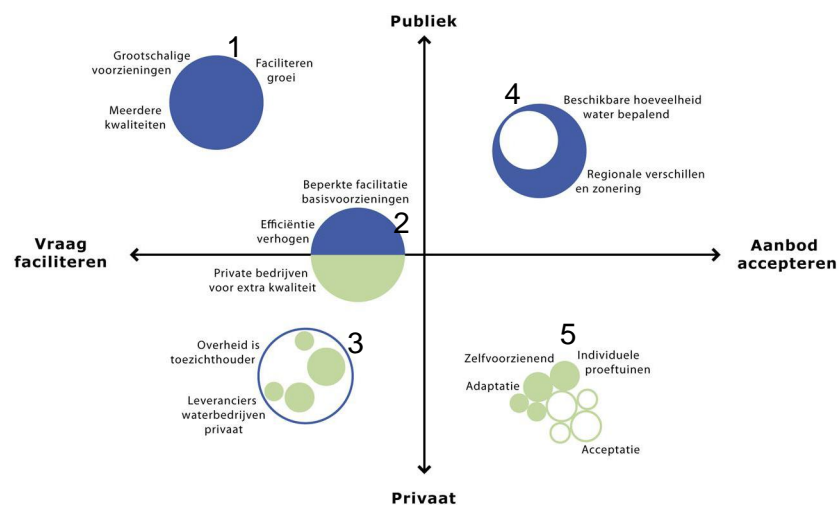 Publiek
1
Grootschalige
voorzieningen
Faciliteren
groei
Meerdere
kwaliteiten
4
Beschikbare hoeveelheid
water bepalend
Regionale verschillen
en zonering
Beperkte facilitatie
basisvoorzieningen
2
Efficiëntie
verhogen
Private bedrijven
voor extra kwaliteit
Vraag
faciliteren
Aanbod
accepteren
3
Overheid is
toezichthouder
Leveranciers
waterbedrijven
privaat
5
Zelfvoorzienend
Individuele
proeftuinen
Adaptatie
Acceptatie
Privaat